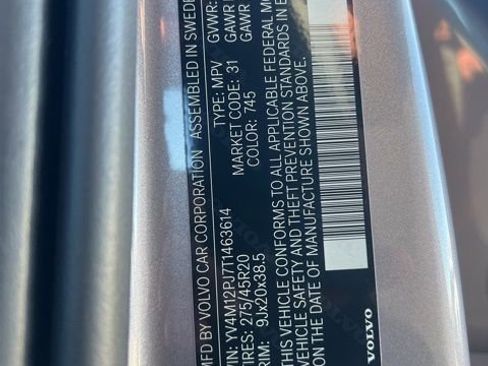 MFD BY VOLVO CAR CORPORATION ASSEMBLED IN SWEDE
GVWR:
GAWR
GAWR
VIN: YV4M12PJ7T1463614 TYPE: MPV
TIRES: 275/45R20 MARKET CODE: 31
RIM: 9Jx20x38.5 COLOR: 745
THIS VEHICLE CONFORMS TO ALL APPLICABLE FEDERAL MO
VEHICLE SAFETY AND THEFT PREVENTION STANDARDS IN E
ON THE DATE OF MANUFACTURE SHOWN ABOVE.
VOLVO